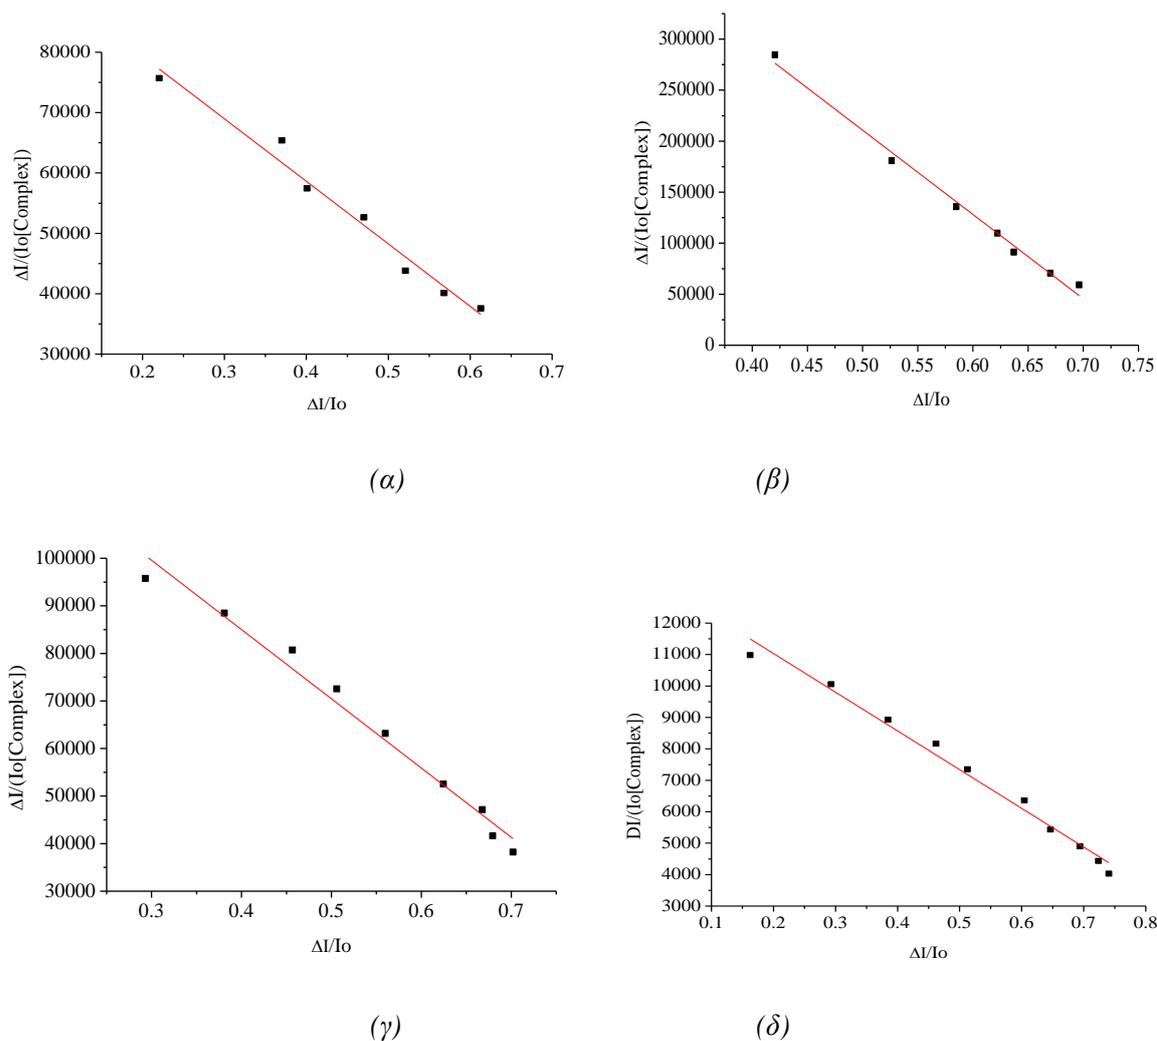 80000
70000
60000
50000
40000
30000
ΔI/(Io[Complex])
0.2 0.3 0.4 0.5 0.6 0.7
ΔI/Io
300000
250000
200000
150000
100000
50000
0
ΔI/(Io[Complex])
0.40 0.45 0.50 0.55 0.60 0.65 0.70 0.75
ΔI/Io
(α)
(β)
100000
90000
80000
70000
60000
50000
40000
30000
ΔI/(Io[Complex])
0.3 0.4 0.5 0.6 0.7
ΔI/Io
12000
11000
10000
9000
8000
7000
6000
5000
4000
3000
DI/(Io[Complex])
0.1 0.2 0.3 0.4 0.5 0.6 0.7 0.8
ΔI/Io
(γ)
(δ)